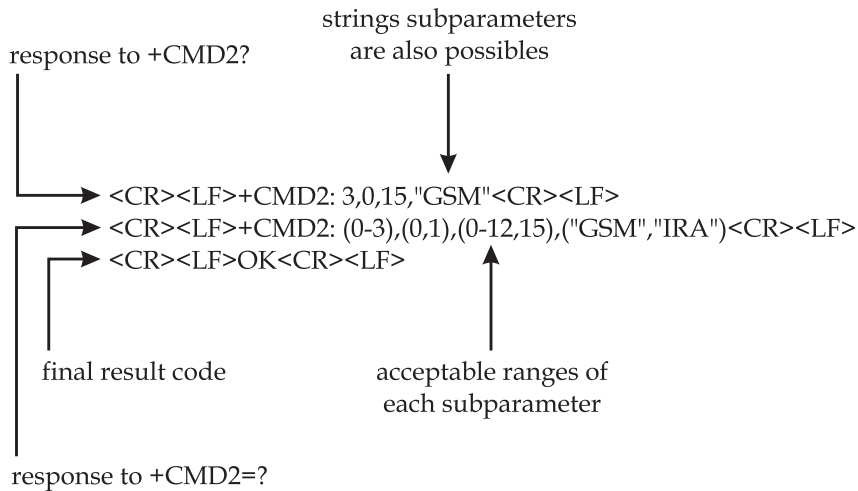 strings subparameters
are also possibles
response to +CMD2?
<CR><LF>+CMD2: 3,0,15,"GSM"<CR><LF>
<CR><LF>+CMD2: (0-3),(0,1),(0-12,15),("GSM","IRA")<CR><LF>
<CR><LF>OK<CR><LF>
final result code
acceptable ranges of
each subparameter
response to +CMD2=?